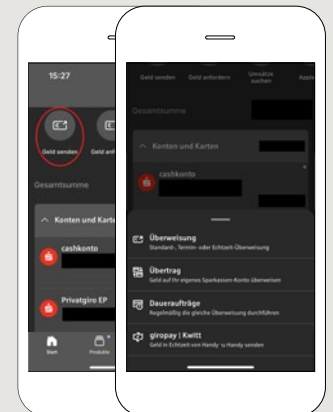 15:27
Geld senden
Geld anf
Gesamtsumme
Konten und Karte
cashkonto
Privatgiro EP
Start
Produkte
Geld senden
Geld anfordern
Umsätze
suchen
Apple
Gesamtsumme
Konten und Karten
cashkonto
Überweisung
Standard-, Termin- oder Echtzeit-Überweisung
Übertrag
Geld auf Ihr eigenes Sparkassen-Konto überweisen
Daueraufträge
Regelmäßig die gleiche Überweisung durchführen
giropay | Kwitt
Geld in Echtzeit von Handy zu Handy senden